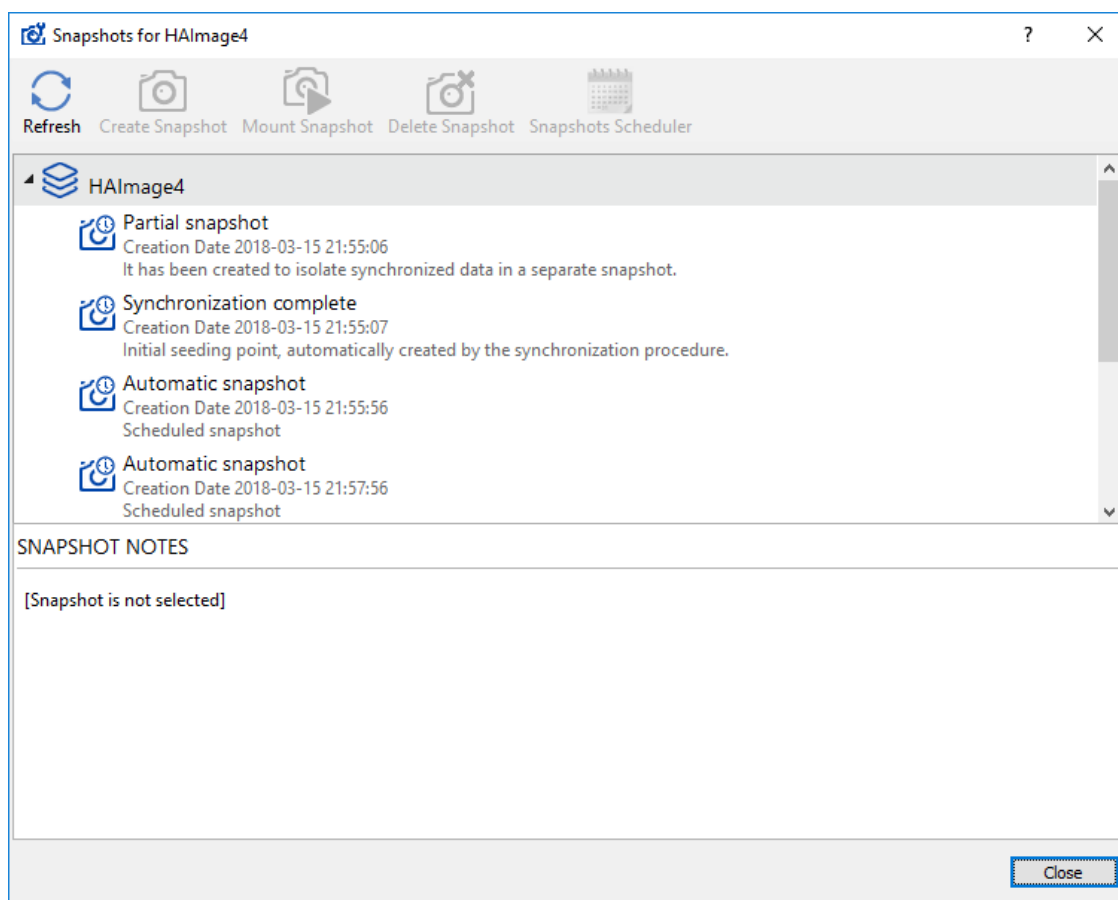 Snapshots for HAImage4
?
Refresh Create Snapshot Mount Snapshot Delete Snapshot Snapshots Scheduler
HAImage4
Partial snapshot
Creation Date 2018-03-15 21:55:06
It has been created to isolate synchronized data in a separate snapshot.
Synchronization complete
Creation Date 2018-03-15 21:55:07
Initial seeding point, automatically created by the synchronization procedure.
Automatic snapshot
Creation Date 2018-03-15 21:55:56
Scheduled snapshot
Automatic snapshot
Creation Date 2018-03-15 21:57:56
Scheduled snapshot
SNAPSHOT NOTES
[Snapshot is not selected]
Close